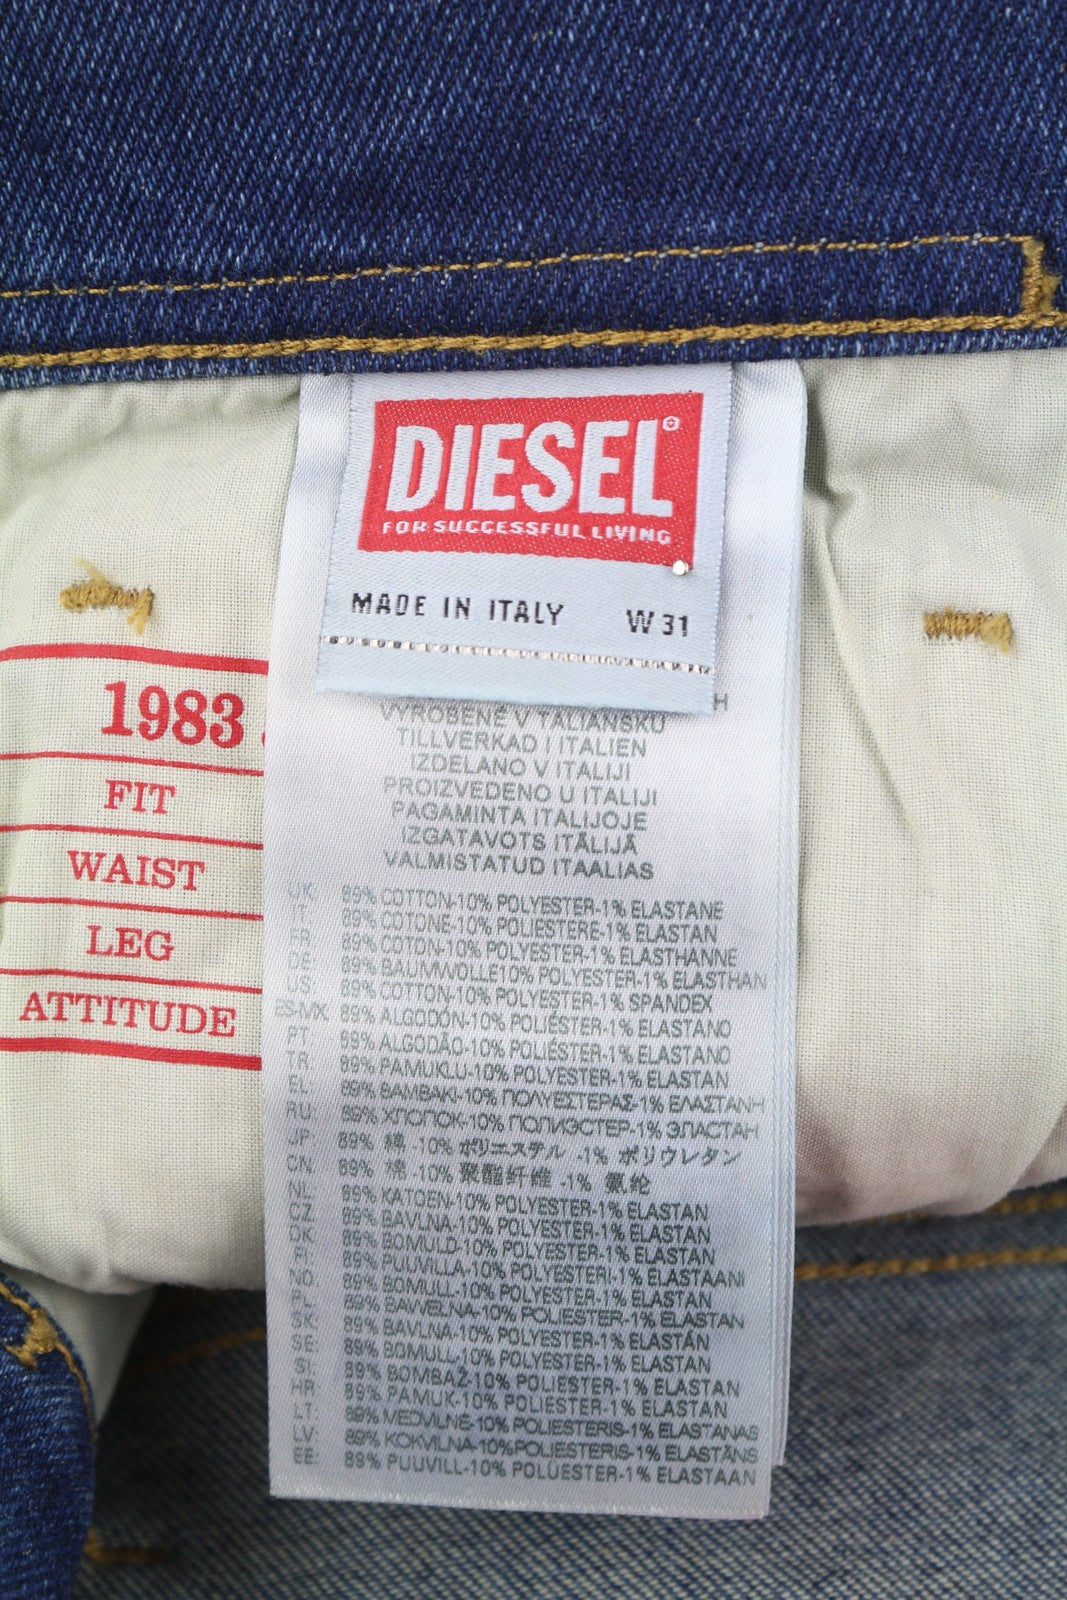 DIESEL
FOR SUCCESSFUL LIVING
MADE IN ITALY W 31
1983
FIT
WAIST
LEG
ATTITUDE
H
VYROBENÉ V TALIANSKU
TILLVERKAD I ITALIEN
IZDELANO V ITALIJI
PROIZVEDENO U ITALIJI
PAGAMINTA ITALIJOJE
IZGATAVOTS ITĀLIJĀ
VALMISTATUD ITAALIAS
UK: 89% COTTON-10% POLYESTER-1% ELASTANE
IT: 89% COTONE-10% POLIESTERE-1% ELASTAN
FR: 89% COTON-10% POLYESTER-1% ELASTHANNE
DE: 89% BAUMWOLLE10% POLYESTER-1% ELASTHAN
US: 89% COTTON-10% POLYESTER-1% SPANDEX
ES-MX: 89% ALGODÓN-10% POLIÉSTER-1% ELASTANO
PT: 89% ALGODÃO-10% POLIÉSTER-1% ELASTANO
TR: 89% PAMUKLU-10% POLYESTER-1% ELASTAN
EL: 89% ΒΑΜΒΑΚΙ-10% ΠΟΛΥΕΣΤΕΡΑΣ-1% ΕΛΑΣΤΑΝΗ
RU: 89% ХЛОПОК-10% ПОЛИЭСТЕР-1% ЭЛАСТАН
JP: 89% 綿 -10% ポリエステル -1% ポリウレタン
CN: 89% 棉 -10% 聚酯纤维 -1% 氨纶
NL: 89% KATOEN-10% POLYESTER-1% ELASTAN
CZ: 89% BAVLNA-10% POLYESTER-1% ELASTAN
DK: 89% BOMULD-10% POLYESTER-1% ELASTAN
FI: 89% PUUVILLA-10% POLYESTERI-1% ELASTAANI
NO: 89% BOMULL-10% POLYESTER-1% ELASTAN
PL: 89% BAWEŁNA-10% POLIESTER-1% ELASTAN
SK: 89% BAVLNA-10% POLYESTER-1% ELASTÁN
SE: 89% BOMULL-10% POLYESTER-1% ELASTAN
SI: 89% BOMBAŽ-10% POLIESTER-1% ELASTAN
HR: 89% PAMUK-10% POLIESTER-1% ELASTAN
LT: 89% MEDVILNĖ-10% POLIESTERIS-1% ELASTANAS
LV: 89% KOKVILNA-10%POLIESTERIS-1% ELASTĀNS
EE: 89% PUUVILL-10% POLÜESTER-1% ELASTAAN